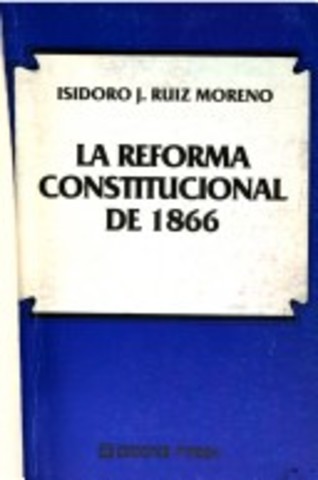 ISIDORO J. RUIZ MORENO
LA REFORMA
CONSTITUCIONAL
DE 1866